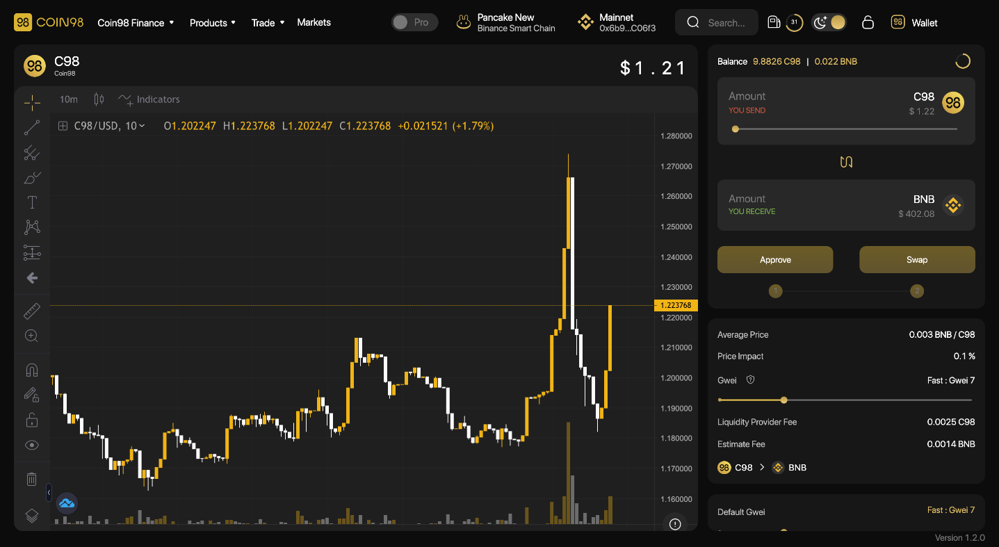 98 COIN98
Coin98 Finance
Products
Trade
Markets
Pro
Pancake New
Binance Smart Chain
Mainnet
0x6b9...C06f3
Search...
31
98 Wallet
98 C98
Coin98
$1.21
10m
Indicators
C98/USD, 10
O1.202247 H1.223768 L1.202247 C1.223768 +0.021521 (+1.79%)
T
1.280000
1.270000
1.260000
1.250000
1.240000
1.230000
1.223768
1.220000
1.210000
1.200000
1.190000
1.180000
1.170000
1.160000
Balance 9.8826 C98 | 0.022 BNB
Amount
YOU SEND
C98
$ 1.22
98
Amount
YOU RECEIVE
BNB
$ 402.08
Approve
Swap
1
2
Average Price 0.003 BNB / C98
Price Impact 0.1 %
Gwei ? Fast : Gwei 7
Liquidity Provider Fee 0.0025 C98
Estimate Fee 0.0014 BNB
98 C98 > BNB
Default Gwei Fast : Gwei 7
Version 1.2.0